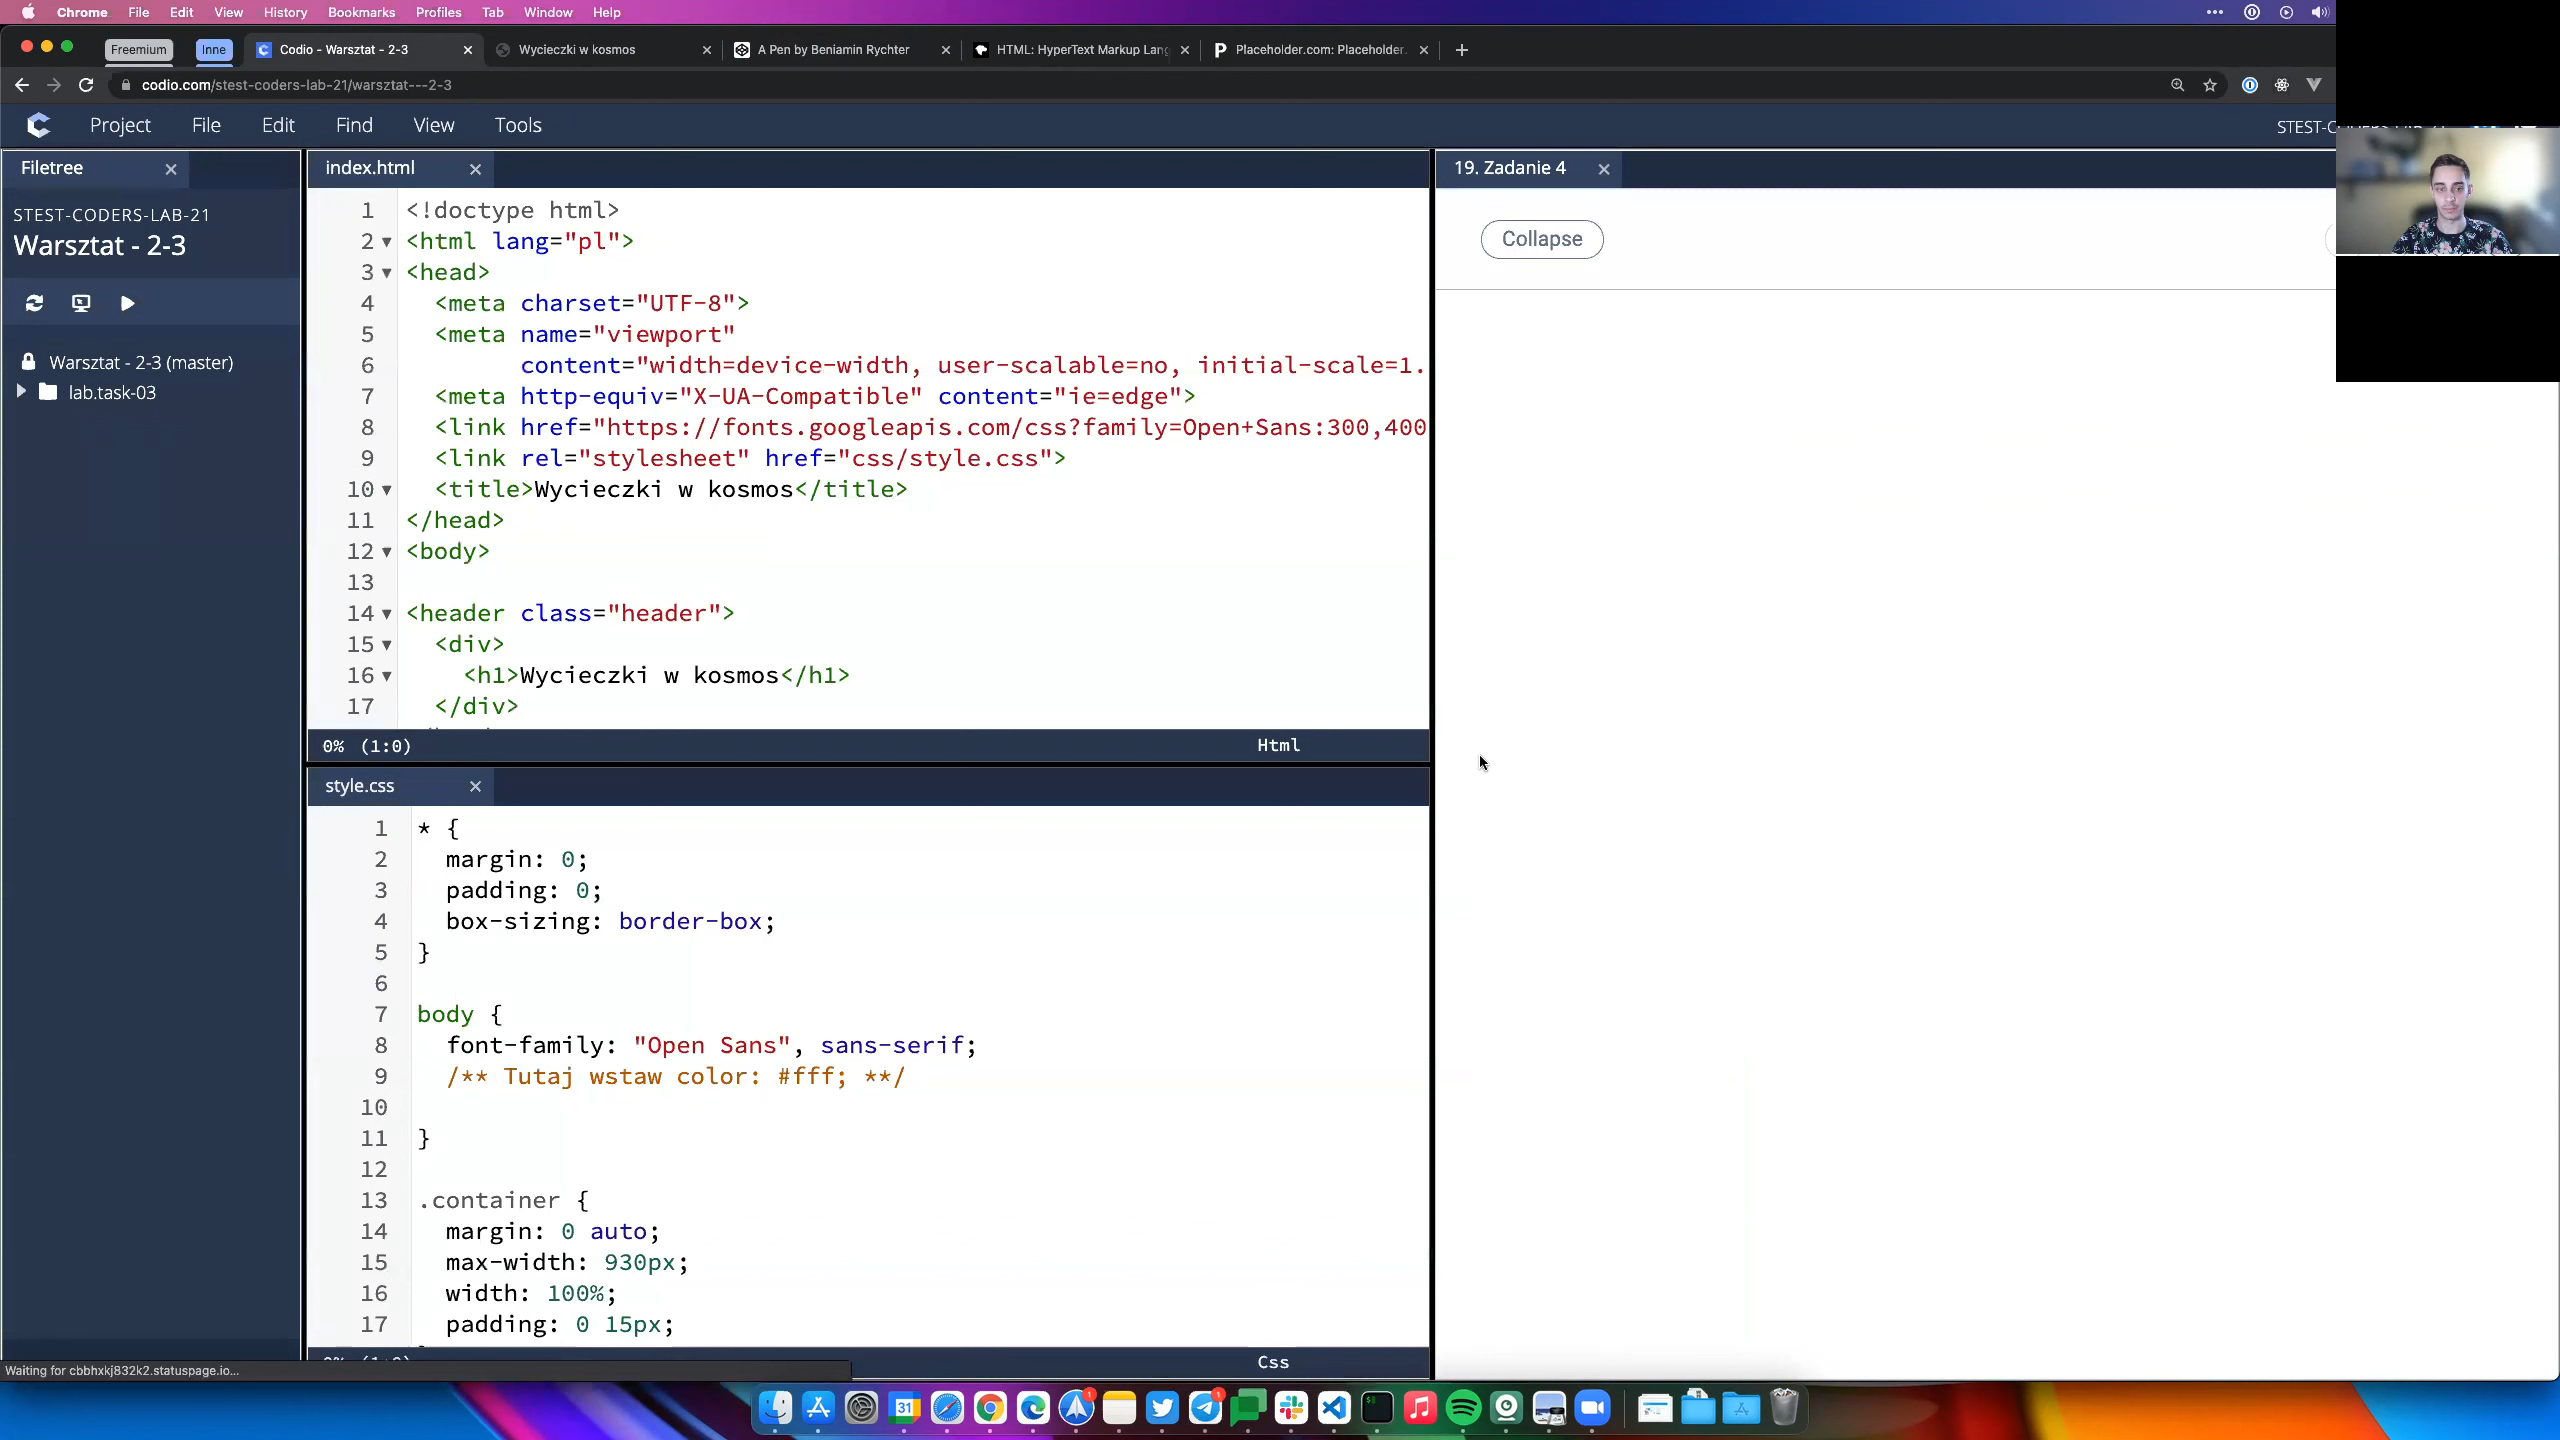 Chrome File Edit View History Bookmarks Profiles Tab Window Help
Freemium Inne Codio - Warsztat - 2-3 Wycieczki w kosmos A Pen by Beniamin Rychter HTML: HyperText Markup Lang Placeholder.com: Placeholder.
codio.com/stest-coders-lab-21/warsztat---2-3
Project File Edit Find View Tools
Filetree
STEST-CODERS-LAB-21
Warsztat - 2-3
Warsztat - 2-3 (master)
lab.task-03
index.html
1 <!doctype html>
2 <html lang="pl">
3 <head>
4 <meta charset="UTF-8">
5 <meta name="viewport"
6 content="width=device-width, user-scalable=no, initial-scale=1.
7 <meta http-equiv="X-UA-Compatible" content="ie=edge">
8 <link href="https://fonts.googleapis.com/css?family=Open+Sans:300,400
9 <link rel="stylesheet" href="css/style.css">
10 <title>Wycieczki w kosmos</title>
11 </head>
12 <body>
13
14 <header class="header">
15 <div>
16 <h1>Wycieczki w kosmos</h1>
17 </div>
0% (1:0) Html
style.css
1 * {
2 margin: 0;
3 padding: 0;
4 box-sizing: border-box;
5 }
6
7 body {
8 font-family: "Open Sans", sans-serif;
9 /** Tutaj wstaw color: #fff; **/
10
11 }
12
13 .container {
14 margin: 0 auto;
15 max-width: 930px;
16 width: 100%;
17 padding: 0 15px;
Css
Waiting for cbbhxkj832k2.statuspage.io...
19. Zadanie 4
Collapse
31
1
1